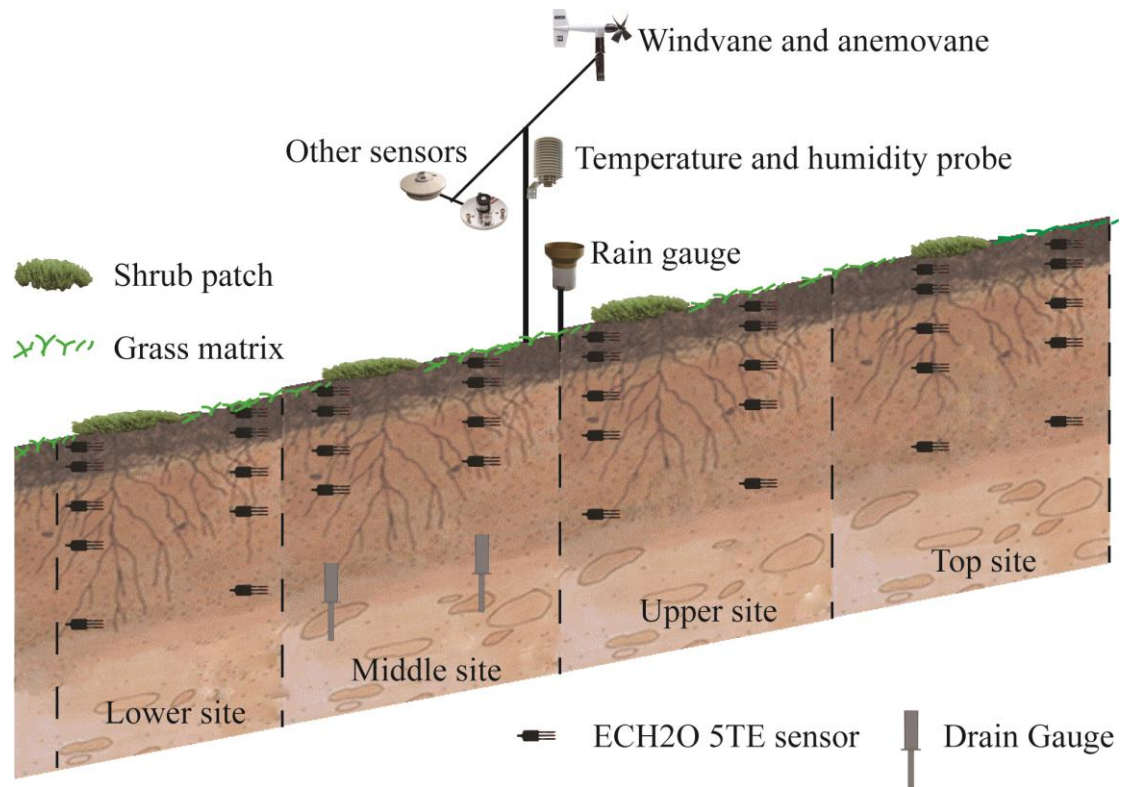 Windvane and anemovane
Other sensors
Temperature and humidity probe
Rain gauge
Shrub patch
Grass matrix
Top site
Upper site
Middle site
Lower site
ECH2O 5TE sensor
Drain Gauge